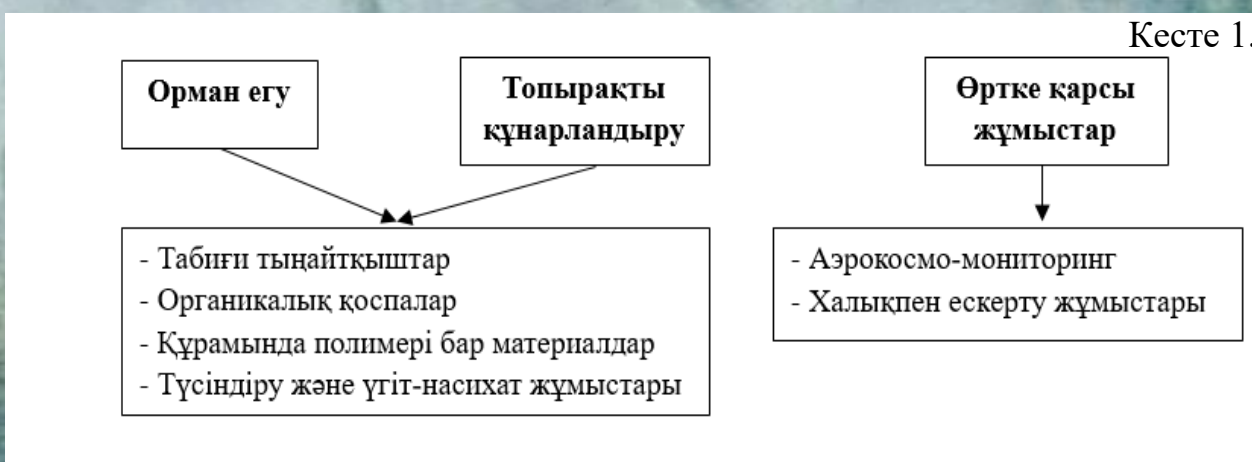 Кесте 1.
Орман егу
Топырақты
құнарландыру
Өртке қарсы
жұмыстар
- Табиғи тыңайтқыштар
- Органикалық қоспалар
- Құрамында полимері бар материалдар
- Түсіндіру және үгіт-насихат жұмыстары
- Аэрокосмо-мониторинг
- Халықпен ескерту жұмыстары